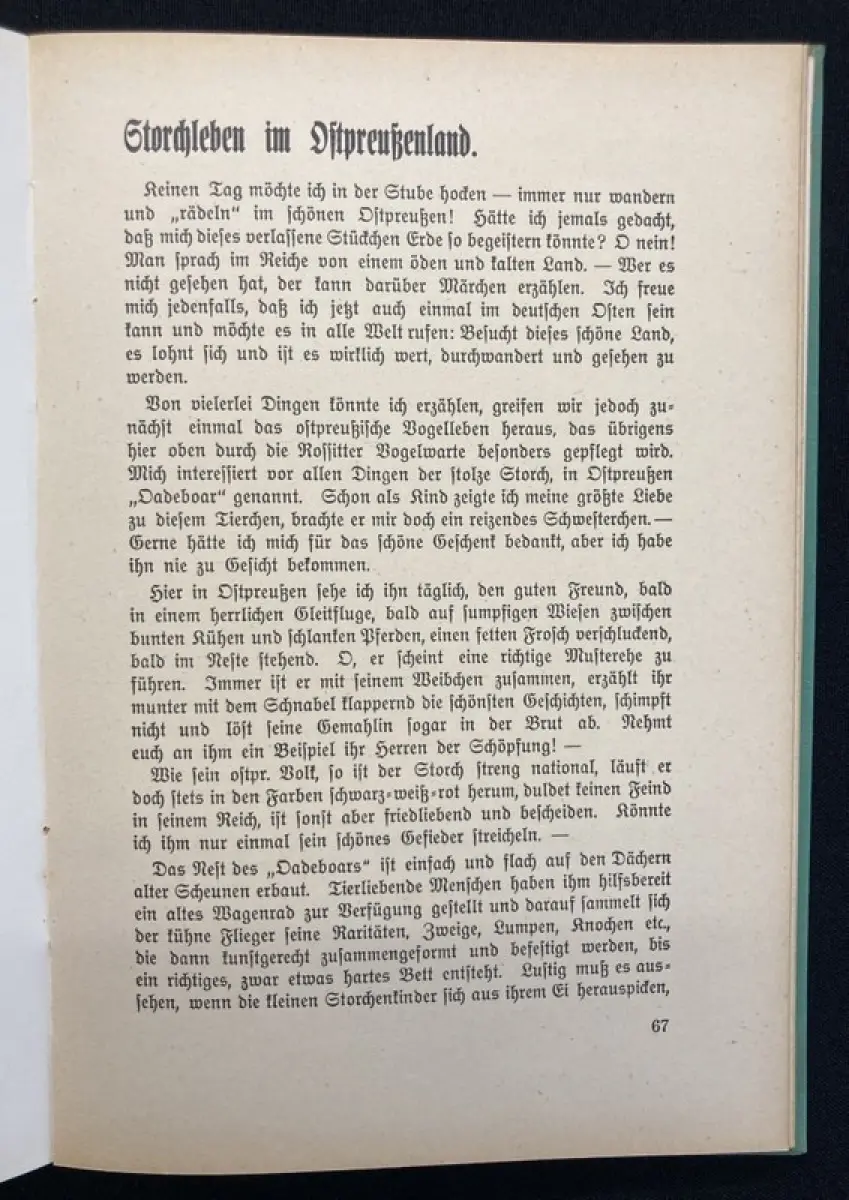 Storchleben im Ostpreußenland.
Keinen Tag möchte ich in der Stube hocken — immer nur wandern
und „rädeln“ im schönen Ostpreußen! Hätte ich jemals gedacht,
daß mich dieses verlassene Stückchen Erde so begeistern könnte? O nein!
Man sprach im Reiche von einem öden und kalten Land. — Wer es
nicht gesehen hat, der kann darüber Märchen erzählen. Ich freue
mich jedenfalls, daß ich jetzt auch einmal im deutschen Osten sein
kann und möchte es in alle Welt rufen: Besucht dieses schöne Land,
es lohnt sich und ist es wirklich wert, durchwandert und gesehen zu
werden.
Von vielerlei Dingen könnte ich erzählen, greifen wir jedoch zu-
nächst einmal das ostpreußische Vogelleben heraus, das übrigens
hier oben durch die Rossitter Vogelwarte besonders gepflegt wird.
Mich interessiert vor allen Dingen der stolze Storch, in Ostpreußen
„Oadeboar“ genannt. Schon als Kind zeigte ich meine größte Liebe
zu diesem Tierchen, brachte er mir doch ein reizendes Schwesterchen. —
Gerne hätte ich mich für das schöne Geschenk bedankt, aber ich habe
ihn nie zu Gesicht bekommen.
Hier in Ostpreußen sehe ich ihn täglich, den guten Freund, bald
in einem herrlichen Gleitfluge, bald auf sumpfigen Wiesen zwischen
bunten Kühen und schlanken Pferden, einen fetten Frosch verschluckend,
bald im Neste stehend. O, er scheint eine richtige Musterehe zu
führen. Immer ist er mit seinem Weibchen zusammen, erzählt ihr
munter mit dem Schnabel klappernd die schönsten Geschichten, schimpft
nicht und löst seine Gemahlin sogar in der Brut ab. Nehmt
euch an ihm ein Beispiel ihr Herren der Schöpfung! —
Wie sein ostpr. Volk, so ist der Storch streng national, läuft er
doch stets in den Farben schwarz-weiß-rot herum, duldet keinen Feind
in seinem Reich, ist sonst aber friedliebend und bescheiden. Könnte
ich ihm nur einmal sein schönes Gefieder streicheln. —
Das Nest des „Oadeboars“ ist einfach und flach auf den Dächern
alter Scheunen erbaut. Tierliebende Menschen haben ihm hilfsbereit
ein altes Wagenrad zur Verfügung gestellt und darauf sammelt sich
der kühne Flieger seine Raritäten, Zweige, Lumpen, Knochen etc.,
die dann kunstgerecht zusammengeformt und befestigt werden, bis
ein richtiges, zwar etwas hartes Bett entsteht. Lustig muß es aus-
sehen, wenn die kleinen Storchenkinder sich aus ihrem Ei herauspicken,
67